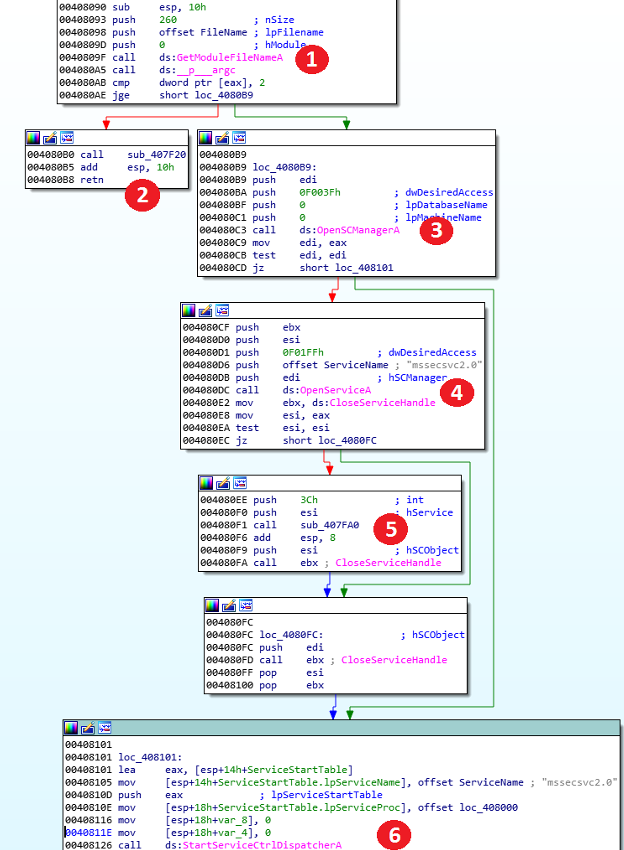 00408090 sub esp, 10h
00408093 push 260 ; nSize
00408098 push offset FileName ; lpFilename
0040809D push 0 ; hModule
0040809F call ds:GetModuleFileNameA
1
004080A5 call ds:__p___argc
004080AB cmp dword ptr [eax], 2
004080AE jge short loc_4080B9
004080B0 call sub_407F20
004080B5 add esp, 10h
004080B8 retn
2
004080B9
004080B9 loc_4080B9:
004080B9 push edi
004080BA push 0F003Fh ; dwDesiredAccess
004080BF push 0 ; lpDatabaseName
004080C1 push 0 ; lpMachineName
004080C3 call ds:OpenSCManagerA
3
004080C9 mov edi, eax
004080CB test edi, edi
004080CD jz short loc_408101
004080CF push ebx
004080D0 push esi
004080D1 push 0F01FFh ; dwDesiredAccess
004080D6 push offset ServiceName ; "mssecsvc2.0"
004080DB push edi ; hSCManager
004080DC call ds:OpenServiceA
4
004080E2 mov ebx, ds:CloseServiceHandle
004080E8 mov esi, eax
004080EA test esi, esi
004080EC jz short loc_4080FC
004080EE push 3Ch ; int
004080F0 push esi ; hService
004080F1 call sub_407FA0
5
004080F6 add esp, 8
004080F9 push esi ; hSCObject
004080FA call ebx ; CloseServiceHandle
004080FC
004080FC loc_4080FC: ; hSCObject
004080FC push edi
004080FD call ebx ; CloseServiceHandle
004080FF pop esi
00408100 pop ebx
00408101
00408101 loc_408101:
00408101 lea eax, [esp+14h+ServiceStartTable]
00408105 mov [esp+14h+ServiceStartTable.lpServiceName], offset ServiceName ; "mssecsvc2.0"
0040810D push eax ; lpServiceStartTable
0040810E mov [esp+18h+ServiceStartTable.lpServiceProc], offset loc_408000
00408116 mov [esp+18h+var_8], 0
0040811E mov [esp+18h+var_4], 0
6
00408126 call ds:StartServiceCtrlDispatcherA